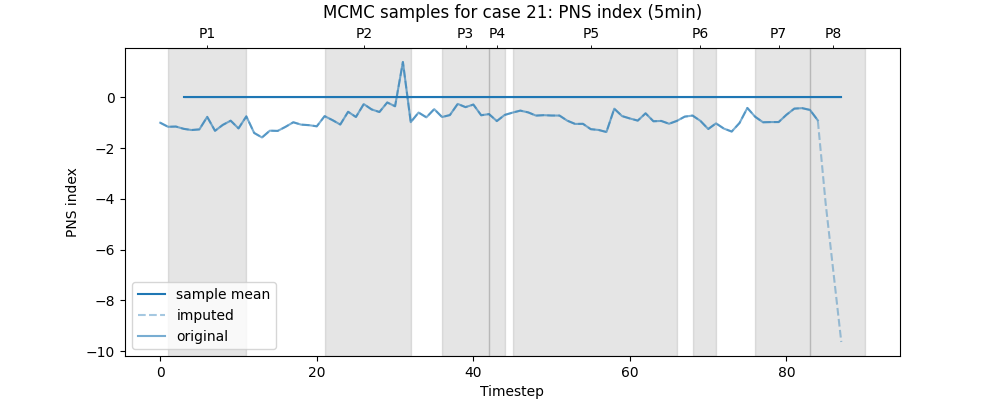 MCMC samples for case 21: PNS index (5min)
P1 P2 P3 P4 P5 P6 P7 P8
0
−2
−4
−6
−8
−10
PNS index
sample mean
imputed
original
0 20 40 60 80
Timestep